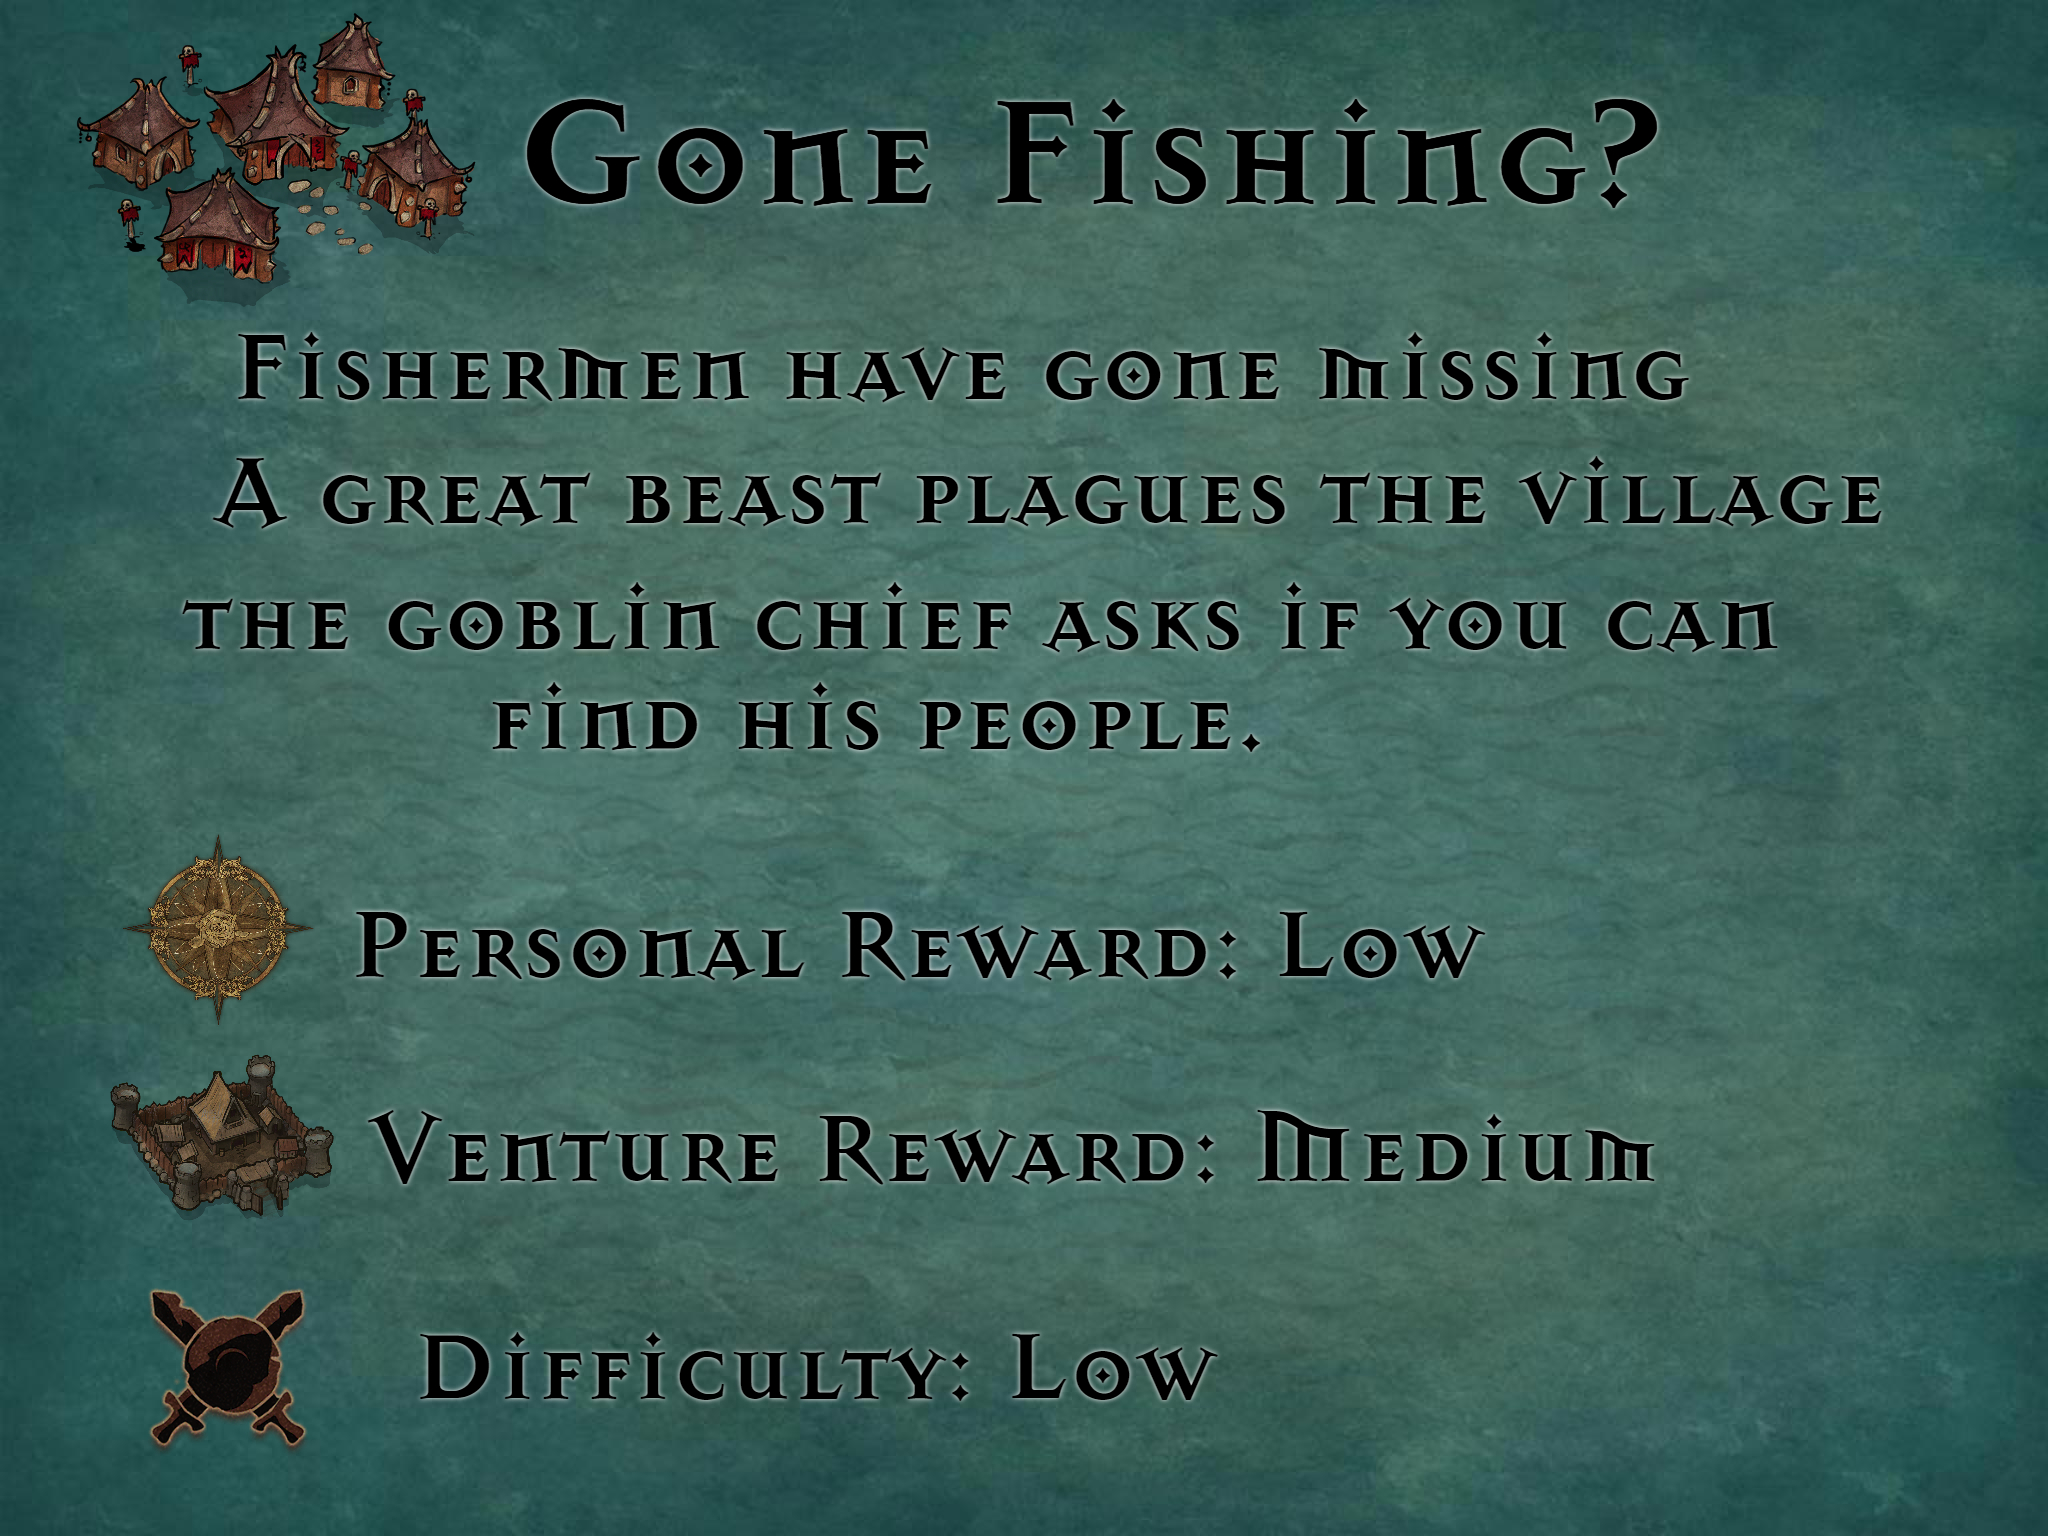 Gone Fishing?
Fishermen have gone missing
A great beast plagues the village
the goblin chief asks if you can
find his people.
Personal Reward: Low
Venture Reward: Medium
Difficulty: Low